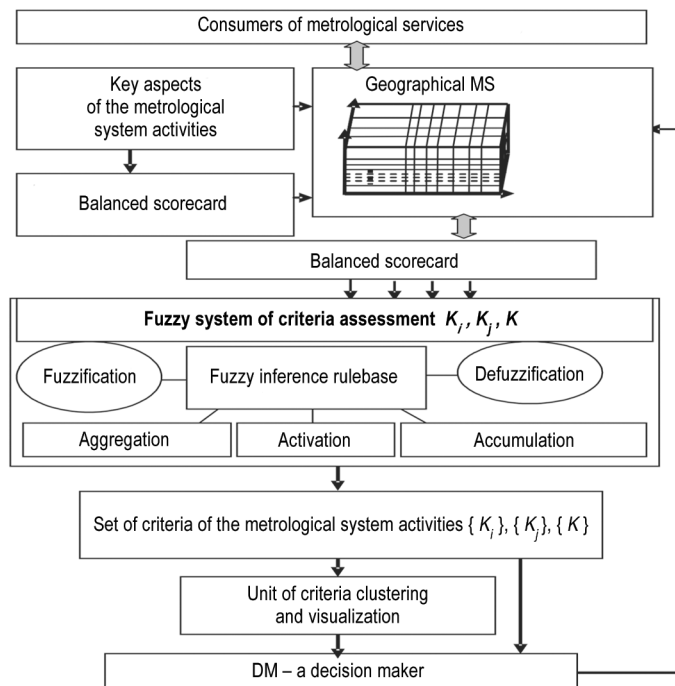 Consumers of metrological services
Key aspects
of the metrological
system activities
Geographical MS
Balanced scorecard
Balanced scorecard
Fuzzy system of criteria assessment K_i, K_j, K
Fuzzification
Fuzzy inference rulebase
Defuzzification
Aggregation
Activation
Accumulation
Set of criteria of the metrological system activities { K_i}, { K_j}, { K}
Unit of criteria clustering
and visualization
DM – a decision maker